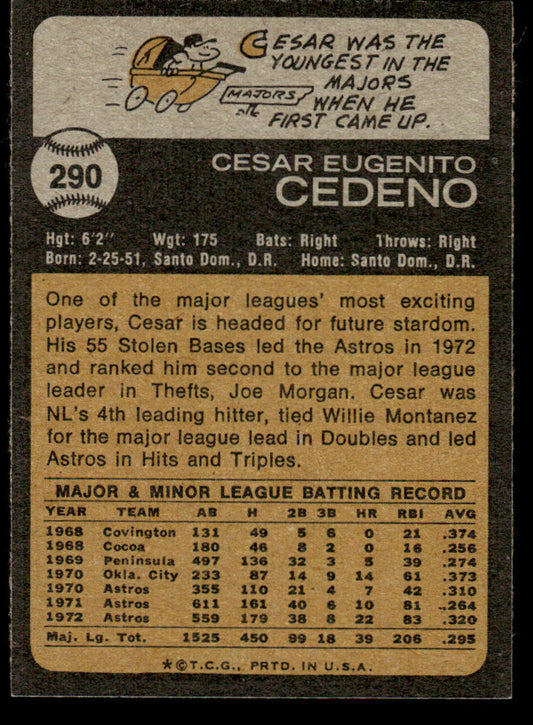 CESAR WAS THE
YOUNGEST IN THE
MAJORS
WHEN HE
FIRST CAME UP.
MAJORS
290
CESAR EUGENITO
CEDENO
Hgt: 6'2" Wgt: 175 Bats: Right Throws: Right
Born: 2-25-51, Santo Dom., D.R. Home: Santo Dom., D.R.
One of the major leagues' most exciting
players, Cesar is headed for future stardom.
His 55 Stolen Bases led the Astros in 1972
and ranked him second to the major league
leader in Thefts, Joe Morgan. Cesar was
NL's 4th leading hitter, tied Willie Montanez
for the major league lead in Doubles and led
Astros in Hits and Triples.
MAJOR & MINOR LEAGUE BATTING RECORD
YEAR TEAM AB H 2B 3B HR RBI AVG
1968 Covington 131 49 5 6 0 21 .374
1968 Cocoa 180 46 8 2 0 16 .256
1969 Peninsula 497 136 32 3 5 39 .274
1970 Okla. City 233 87 14 9 14 61 .373
1970 Astros 355 110 21 4 7 42 .310
1971 Astros 611 161 40 6 10 81 .264
1972 Astros 559 179 38 8 22 83 .320
Maj. Lg. Tot. 1525 450 99 18 39 206 .295
*©T.C.G., PRTD. IN U.S.A.